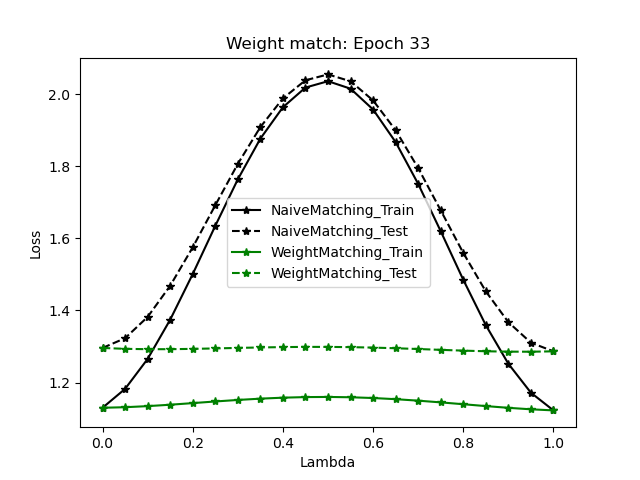 Weight match: Epoch 33
Loss
2.0
1.8
1.6
1.4
1.2
NaiveMatching_Train
NaiveMatching_Test
WeightMatching_Train
WeightMatching_Test
0.0 0.2 0.4 0.6 0.8 1.0
Lambda